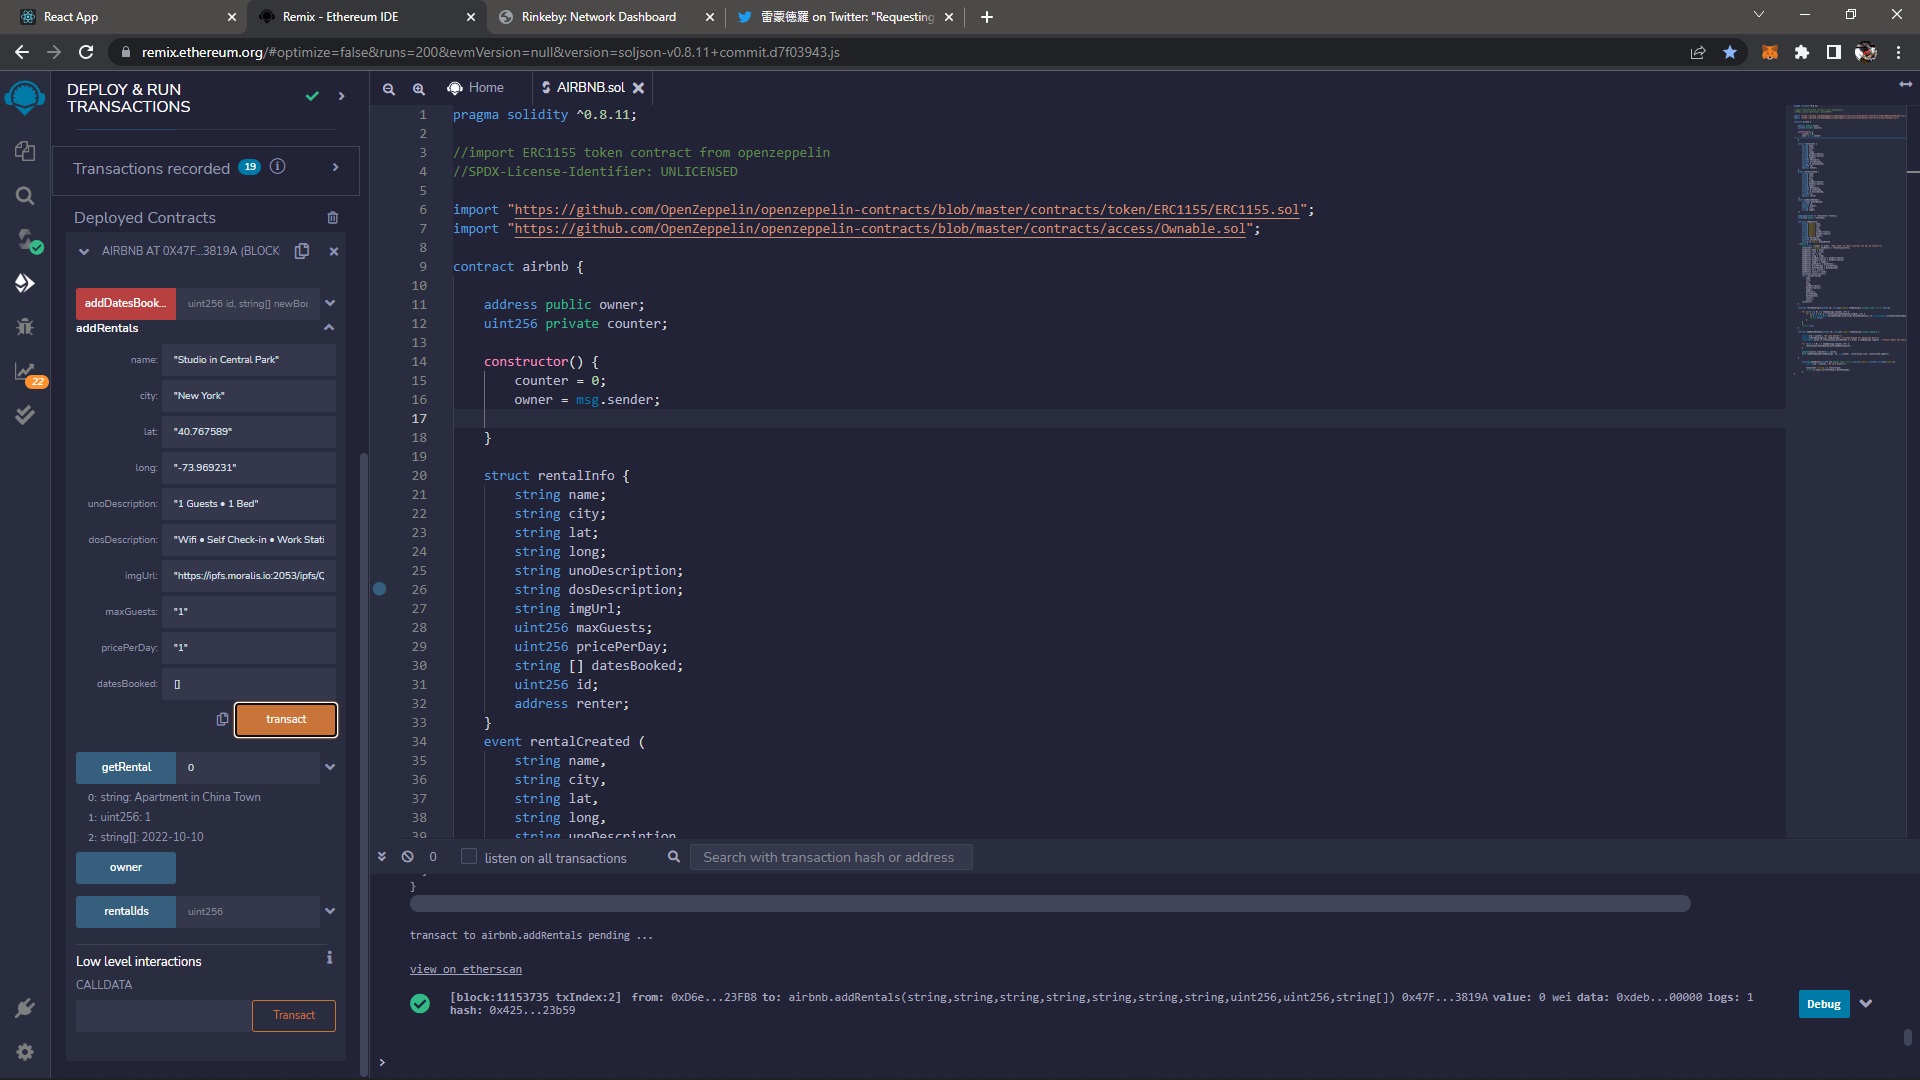 React App
Remix - Ethereum IDE
Rinkeby: Network Dashboard
雷蒙德羅 on Twitter: "Requesting
remix.ethereum.org/#optimize=false&runs=200&evmVersion=null&version=soljson-v0.8.11+commit.d7f03943.js
DEPLOY & RUN
TRANSACTIONS
Transactions recorded 19
Deployed Contracts
AIRBNB AT 0X47F...3819A (BLOCK
addDatesBook... uint256 id, string[] newBoo
addRentals
name: "Studio in Central Park"
city: "New York"
lat: "40.767589"
long: "-73.969231"
unoDescription: "1 Guests • 1 Bed"
dosDescription: "Wifi • Self Check-in • Work Stati
imgUrl: "https://ipfs.moralis.io:2053/ipfs/Q
maxGuests: "1"
pricePerDay: "1"
datesBooked: []
transact
getRental 0
0: string: Apartment in China Town
1: uint256: 1
2: string[]: 2022-10-10
owner
rentalIds uint256
Low level interactions
CALLDATA
Transact
22
Home
AIRBNB.sol
1 pragma solidity ^0.8.11;
2
3 //import ERC1155 token contract from openzeppelin
4 //SPDX-License-Identifier: UNLICENSED
5
6 import "https://github.com/OpenZeppelin/openzeppelin-contracts/blob/master/contracts/token/ERC1155/ERC1155.sol";
7 import "https://github.com/OpenZeppelin/openzeppelin-contracts/blob/master/contracts/access/Ownable.sol";
8
9 contract airbnb {
10
11 address public owner;
12 uint256 private counter;
13
14 constructor() {
15 counter = 0;
16 owner = msg.sender;
17
18 }
19
20 struct rentalInfo {
21 string name;
22 string city;
23 string lat;
24 string long;
25 string unoDescription;
26 string dosDescription;
27 string imgUrl;
28 uint256 maxGuests;
29 uint256 pricePerDay;
30 string [] datesBooked;
31 uint256 id;
32 address renter;
33 }
34 event rentalCreated (
35 string name,
36 string city,
37 string lat,
38 string long,
39 string unoDescription
0 listen on all transactions Search with transaction hash or address
}
transact to airbnb.addRentals pending ...
view on etherscan
[block:11153735 txIndex:2] from: 0xD6e...23FB8 to: airbnb.addRentals(string,string,string,string,string,string,string,uint256,uint256,string[]) 0x47F...3819A value: 0 wei data: 0xdeb...00000 logs: 1
hash: 0x425...23b59
Debug
>